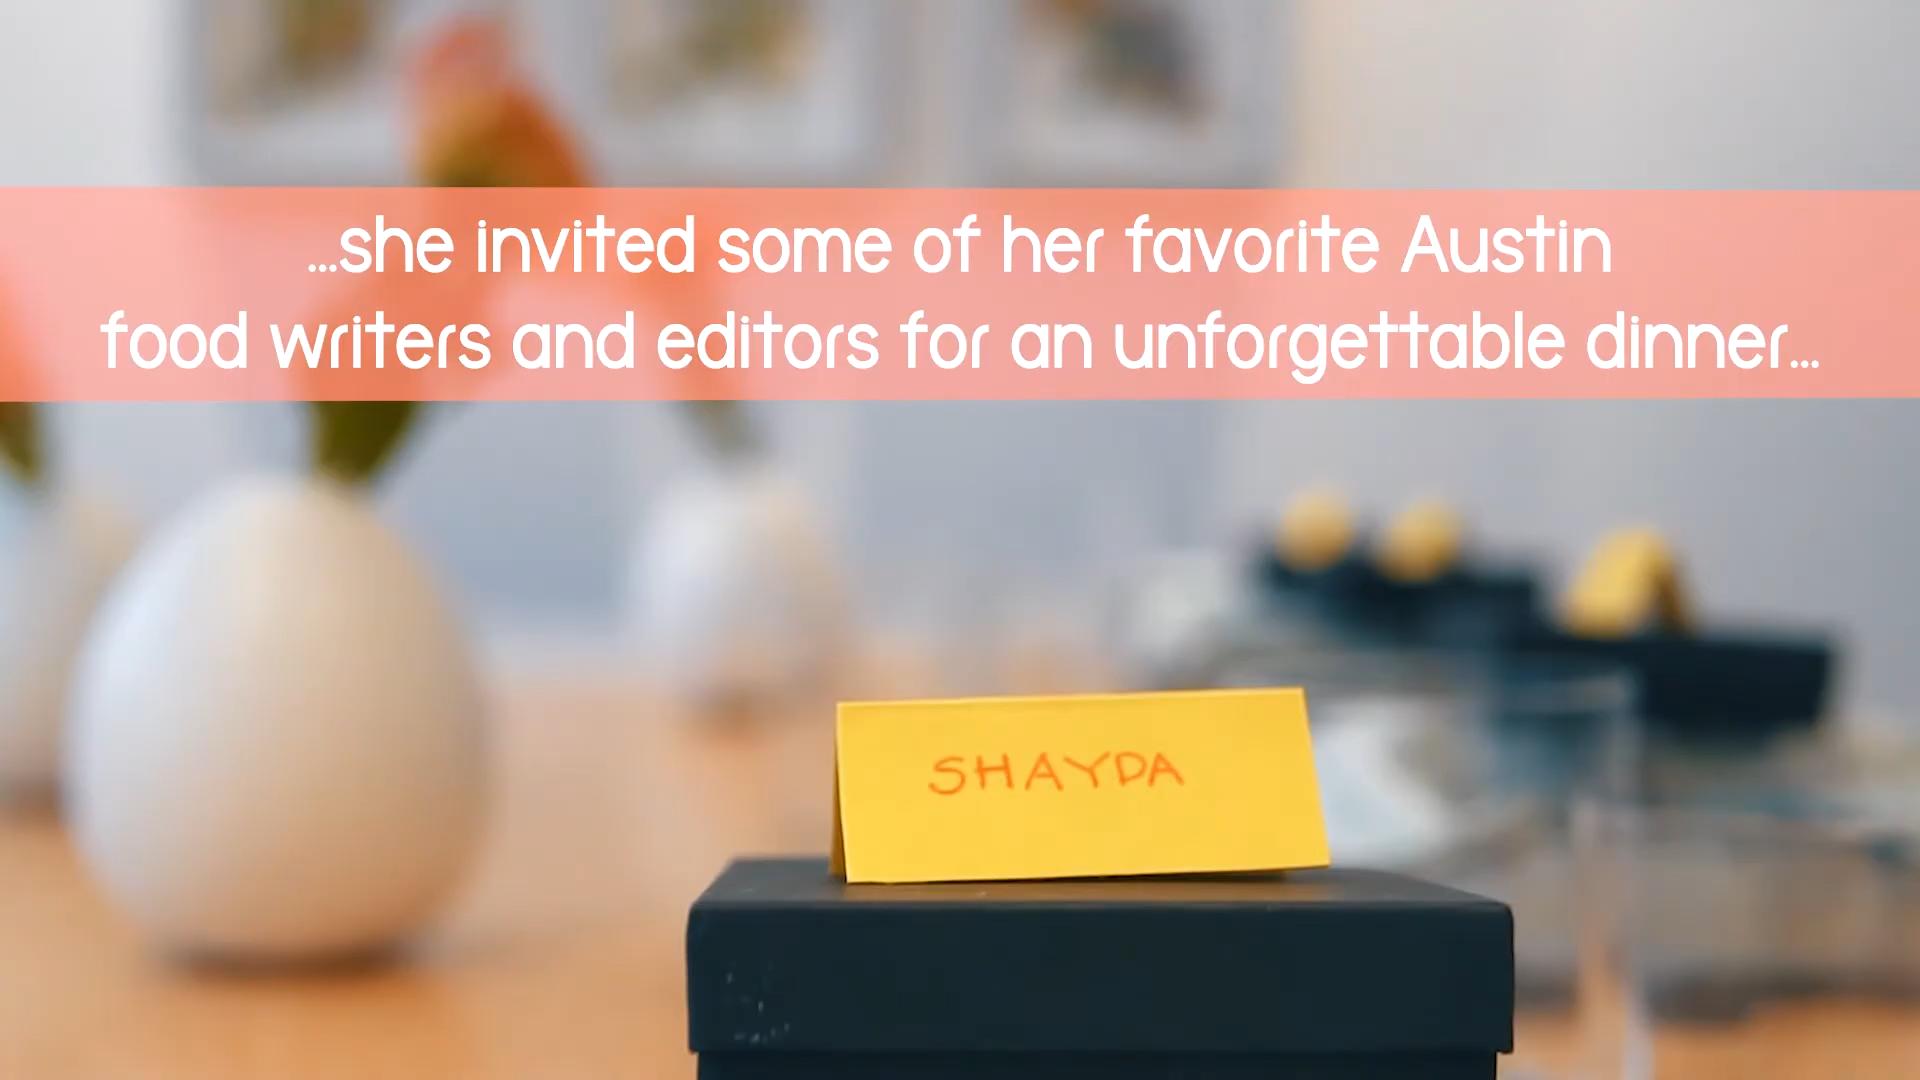 ...she invited some of her favorite Austin
food writers and editors for an unforgettable dinner...
SHAYDA